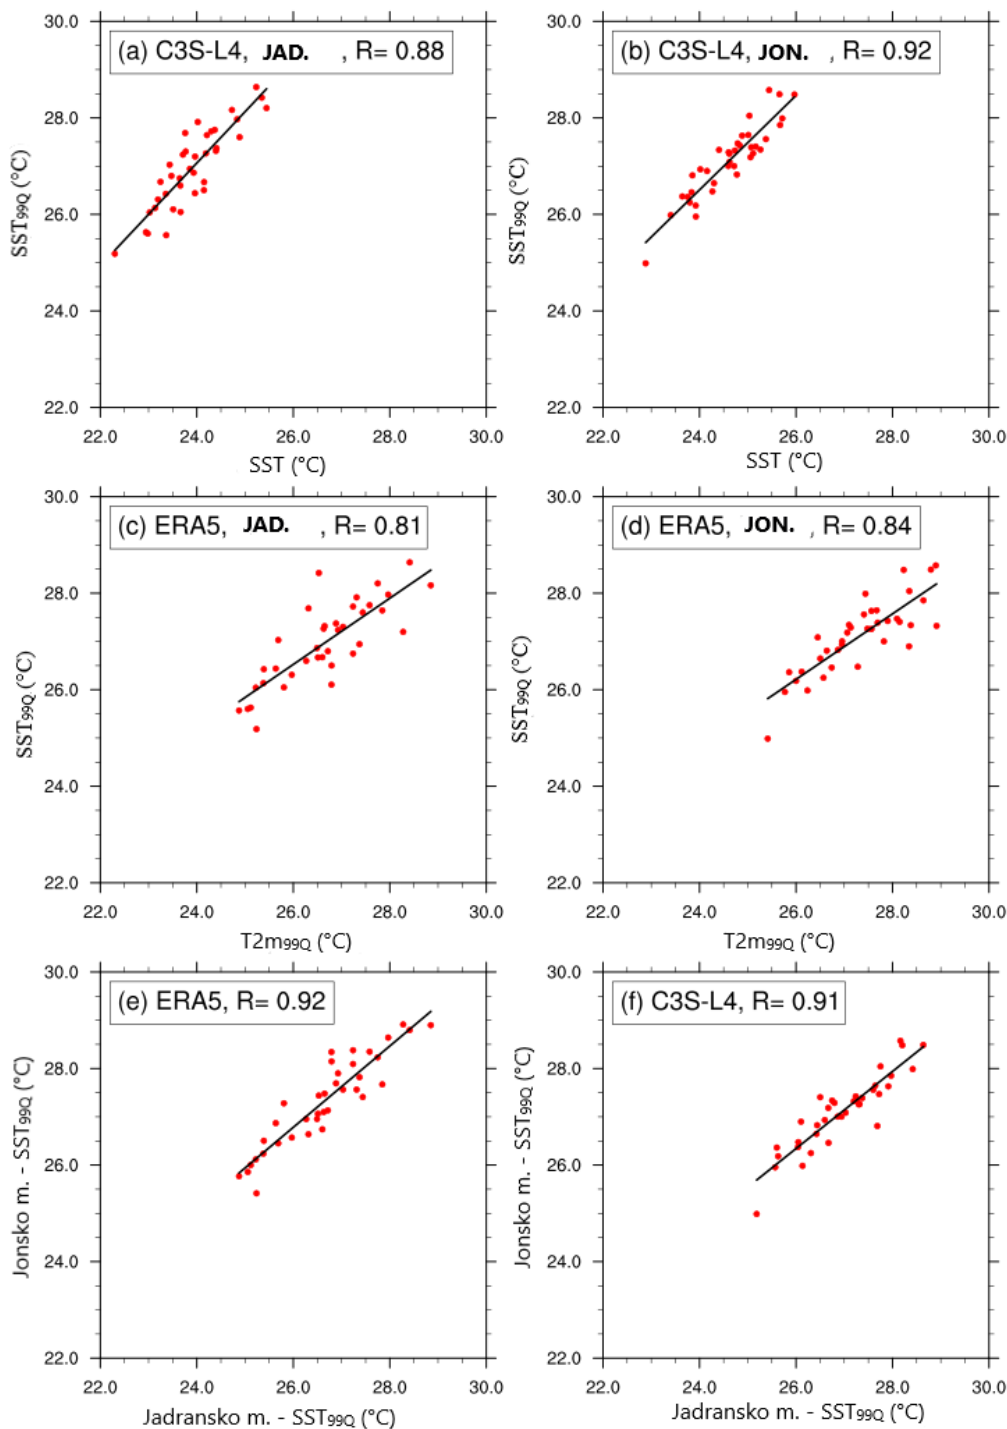 (a) C3S-L4, JAD. , R= 0.88
30.0
28.0
26.0
24.0
22.0
SST99Q (°C)
22.0 24.0 26.0 28.0 30.0
SST (°C)
(b) C3S-L4, JON. , R= 0.92
30.0
28.0
26.0
24.0
22.0
SST99Q (°C)
22.0 24.0 26.0 28.0 30.0
SST (°C)
(c) ERA5, JAD. , R= 0.81
30.0
28.0
26.0
24.0
22.0
SST99Q (°C)
22.0 24.0 26.0 28.0 30.0
T2m99Q (°C)
(d) ERA5, JON. , R= 0.84
30.0
28.0
26.0
24.0
22.0
SST99Q (°C)
22.0 24.0 26.0 28.0 30.0
T2m99Q (°C)
(e) ERA5, R= 0.92
30.0
28.0
26.0
24.0
22.0
Jonsko m. - SST99Q (°C)
22.0 24.0 26.0 28.0 30.0
Jadransko m. - SST99Q (°C)
(f) C3S-L4, R= 0.91
30.0
28.0
26.0
24.0
22.0
Jonsko m. - SST99Q (°C)
22.0 24.0 26.0 28.0 30.0
Jadransko m. - SST99Q (°C)